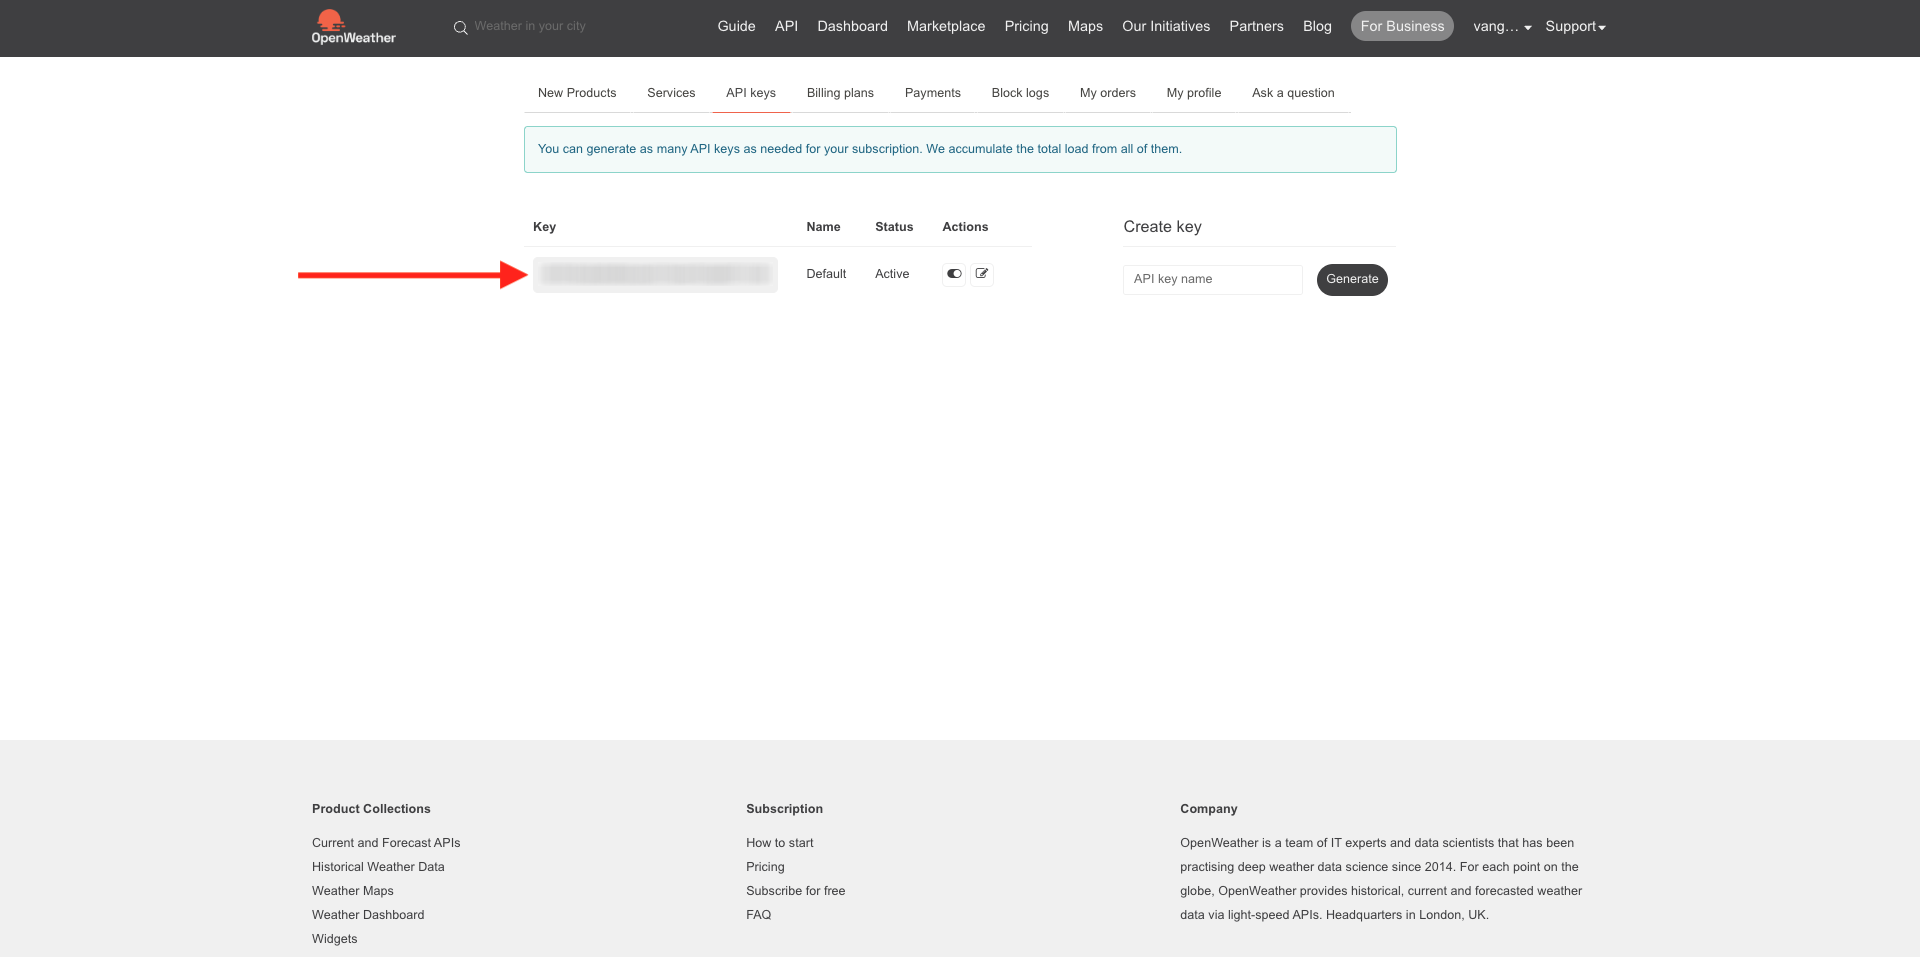 OpenWeather
Weather in your city
Guide API Dashboard Marketplace Pricing Maps Our Initiatives Partners Blog For Business vang... Support
New Products Services API keys Billing plans Payments Block logs My orders My profile Ask a question
You can generate as many API keys as needed for your subscription. We accumulate the total load from all of them.
Key Name Status Actions
Default Active
Create key
API key name Generate
Product Collections
Current and Forecast APIs
Historical Weather Data
Weather Maps
Weather Dashboard
Widgets
Subscription
How to start
Pricing
Subscribe for free
FAQ
Company
OpenWeather is a team of IT experts and data scientists that has been
practising deep weather data science since 2014. For each point on the
globe, OpenWeather provides historical, current and forecasted weather
data via light-speed APIs. Headquarters in London, UK.